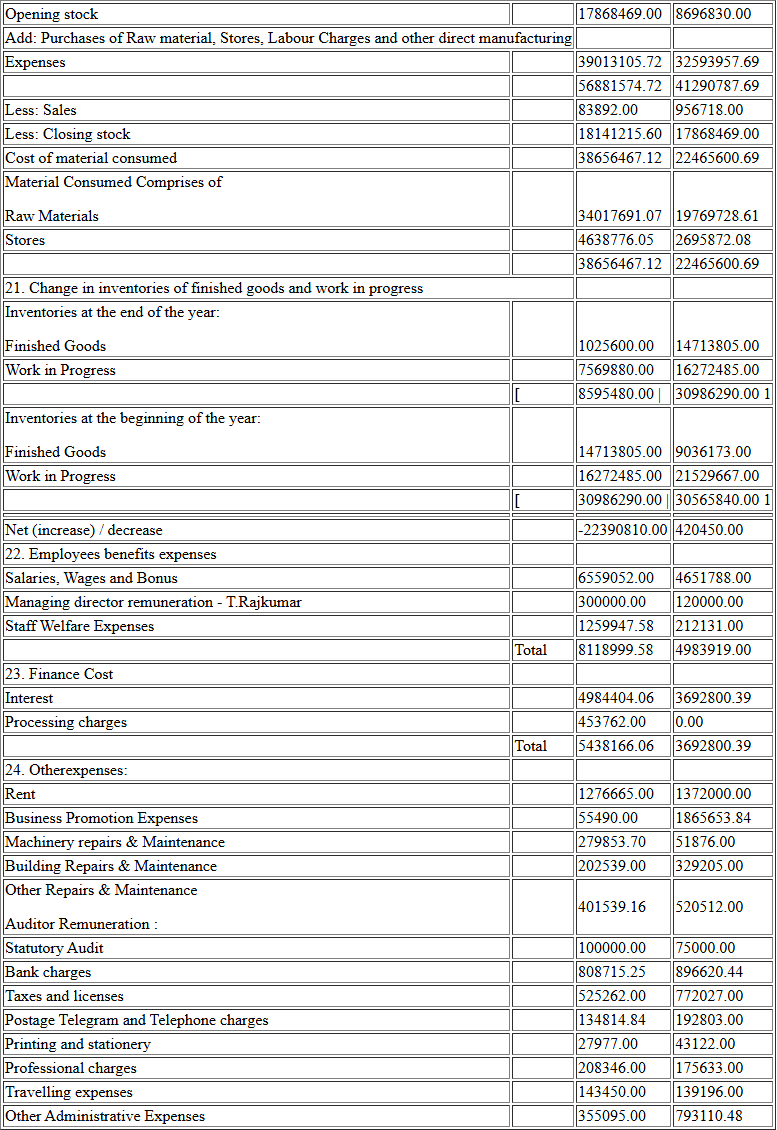 Opening stock 17868469.00 8696830.00
Add: Purchases of Raw material, Stores, Labour Charges and other direct manufacturing
Expenses 39013105.72 32593957.69
56881574.72 41290787.69
Less: Sales 83892.00 956718.00
Less: Closing stock 18141215.60 17868469.00
Cost of material consumed 38656467.12 22465600.69
Material Consumed Comprises of
Raw Materials 34017691.07 19769728.61
Stores 4638776.05 2695872.08
38656467.12 22465600.69
21. Change in inventories of finished goods and work in progress
Inventories at the end of the year:
Finished Goods 1025600.00 14713805.00
Work in Progress 7569880.00 16272485.00
[ 8595480.00 | 30986290.00 1
Inventories at the beginning of the year:
Finished Goods 14713805.00 9036173.00
Work in Progress 16272485.00 21529667.00
[ 30986290.00 | 30565840.00 1
Net (increase) / decrease -22390810.00 420450.00
22. Employees benefits expenses
Salaries, Wages and Bonus 6559052.00 4651788.00
Managing director remuneration - T.Rajkumar 300000.00 120000.00
Staff Welfare Expenses 1259947.58 212131.00
Total 8118999.58 4983919.00
23. Finance Cost
Interest 4984404.06 3692800.39
Processing charges 453762.00 0.00
Total 5438166.06 3692800.39
24. Otherexpenses:
Rent 1276665.00 1372000.00
Business Promotion Expenses 55490.00 1865653.84
Machinery repairs & Maintenance 279853.70 51876.00
Building Repairs & Maintenance 202539.00 329205.00
Other Repairs & Maintenance 401539.16 520512.00
Auditor Remuneration :
Statutory Audit 100000.00 75000.00
Bank charges 808715.25 896620.44
Taxes and licenses 525262.00 772027.00
Postage Telegram and Telephone charges 134814.84 192803.00
Printing and stationery 27977.00 43122.00
Professional charges 208346.00 175633.00
Travelling expenses 143450.00 139196.00
Other Administrative Expenses 355095.00 793110.48